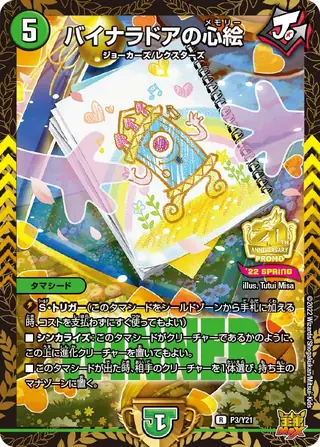 5
バイナラドアの心絵
メモリー
ジョーカーズ/レクスターズ
J
ANNIVERSARY
PROMO
'22 SPRING
illus.Tutui Misa
タマシード
S・トリガー(このタマシードをシールドゾーンから手札に加える
時、コストを支払わずにすぐ使ってもよい)
■シンカライズ:このタマシードがクリーチャーであるかのように、
この上に進化クリーチャーを置いてもよい。
■このタマシードが出た時、相手のクリーチャーを1体選び、持ち主の
マナゾーンに置く。
R P3/Y21
©2022 Wizards/Shogakukan/Mitsui-Kids